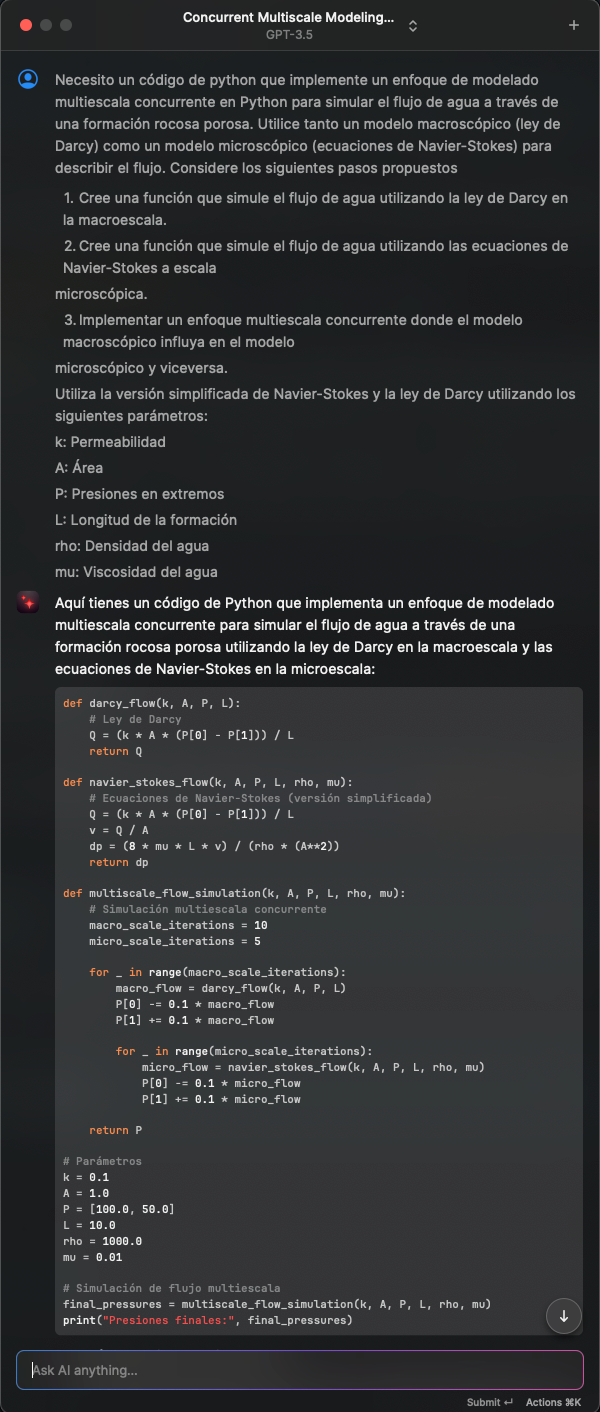 Concurrent Multiscale Modeling...
GPT-3.5
Necesito un código de python que implemente un enfoque de modelado
multiescala concurrente en Python para simular el flujo de agua a través de
una formación rocosa porosa. Utilice tanto un modelo macroscópico (ley de
Darcy) como un modelo microscópico (ecuaciones de Navier-Stokes) para
describir el flujo. Considere los siguientes pasos propuestos
1. Cree una función que simule el flujo de agua utilizando la ley de Darcy en
la macroescala.
2. Cree una función que simule el flujo de agua utilizando las ecuaciones de
Navier-Stokes a escala
microscópica.
3. Implementar un enfoque multiescala concurrente donde el modelo
macroscópico influya en el modelo
microscópico y viceversa.
Utiliza la versión simplificada de Navier-Stokes y la ley de Darcy utilizando los
siguientes parámetros:
k: Permeabilidad
A: Área
P: Presiones en extremos
L: Longitud de la formación
rho: Densidad del agua
mu: Viscosidad del agua
Aquí tienes un código de Python que implementa un enfoque de modelado
multiescala concurrente para simular el flujo de agua a través de una
formación rocosa porosa utilizando la ley de Darcy en la macroescala y las
ecuaciones de Navier-Stokes en la microescala:
def darcy_flow(k, A, P, L):
    # Ley de Darcy
    Q = (k * A * (P[0] - P[1])) / L
    return Q
def navier_stokes_flow(k, A, P, L, rho, mu):
    # Ecuaciones de Navier-Stokes (versión simplificada)
    Q = (k * A * (P[0] - P[1])) / L
    v = Q / A
    dp = (8 * mu * L * v) / (rho * (A**2))
    return dp
def multiscale_flow_simulation(k, A, P, L, rho, mu):
    # Simulación multiescala concurrente
    macro_scale_iterations = 10
    micro_scale_iterations = 5
    for _ in range(macro_scale_iterations):
        macro_flow = darcy_flow(k, A, P, L)
        P[0] -= 0.1 * macro_flow
        P[1] += 0.1 * macro_flow
        for _ in range(micro_scale_iterations):
            micro_flow = navier_stokes_flow(k, A, P, L, rho, mu)
            P[0] -= 0.1 * micro_flow
            P[1] += 0.1 * micro_flow
    return P
# Parámetros
k = 0.1
A = 1.0
P = [100.0, 50.0]
L = 10.0
rho = 1000.0
mu = 0.01
# Simulación de flujo multiescala
final_pressures = multiscale_flow_simulation(k, A, P, L, rho, mu)
print("Presiones finales:", final_pressures)
Ask AI anything...
Submit ↵ Actions ⌘K